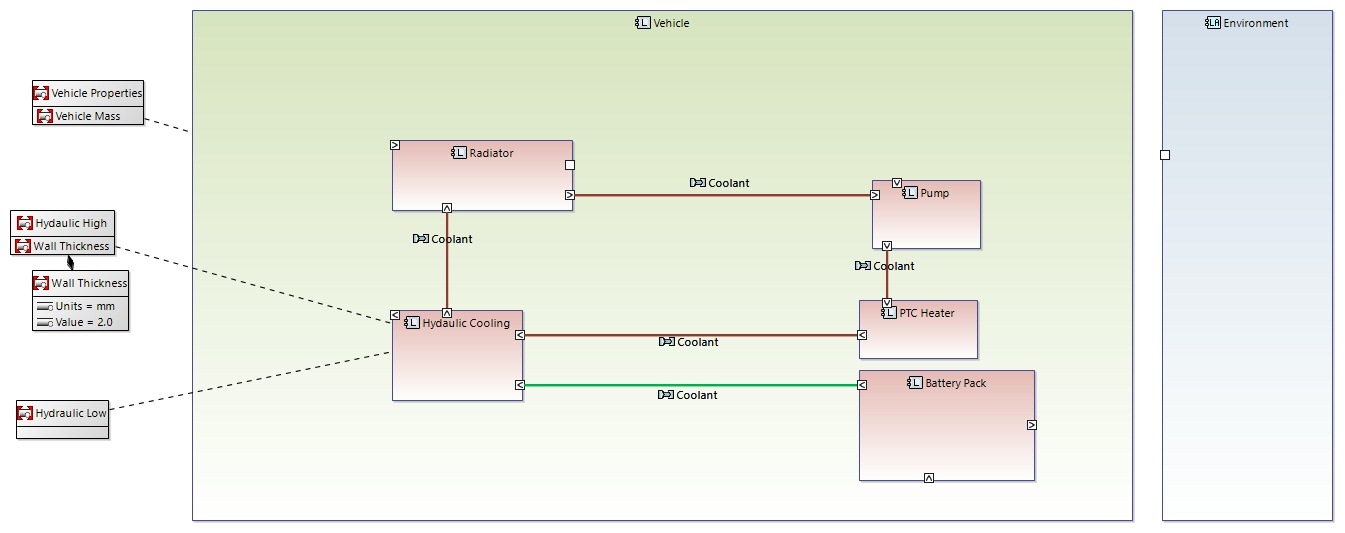 Vehicle
Environment
Vehicle Properties
Vehicle Mass
Radiator
Coolant
Pump
Hydaulic High
Wall Thickness
Coolant
Coolant
Wall Thickness
Units = mm
Value = 2.0
Hydaulic Cooling
PTC Heater
Coolant
Battery Pack
Coolant
Hydraulic Low